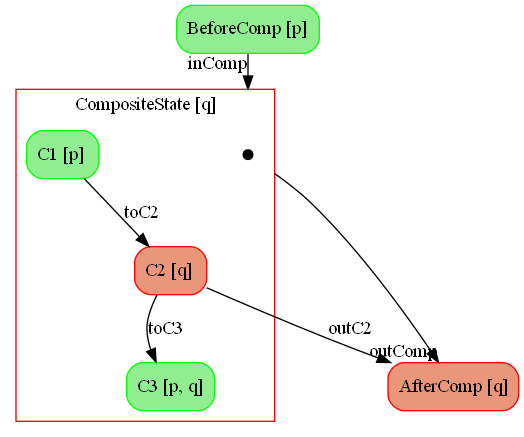 BeforeComp [p]
inComp
CompositeState [q]
C1 [p]
toC2
C2 [q]
toC3
outC2
outComp
C3 [p, q]
AfterComp [q]